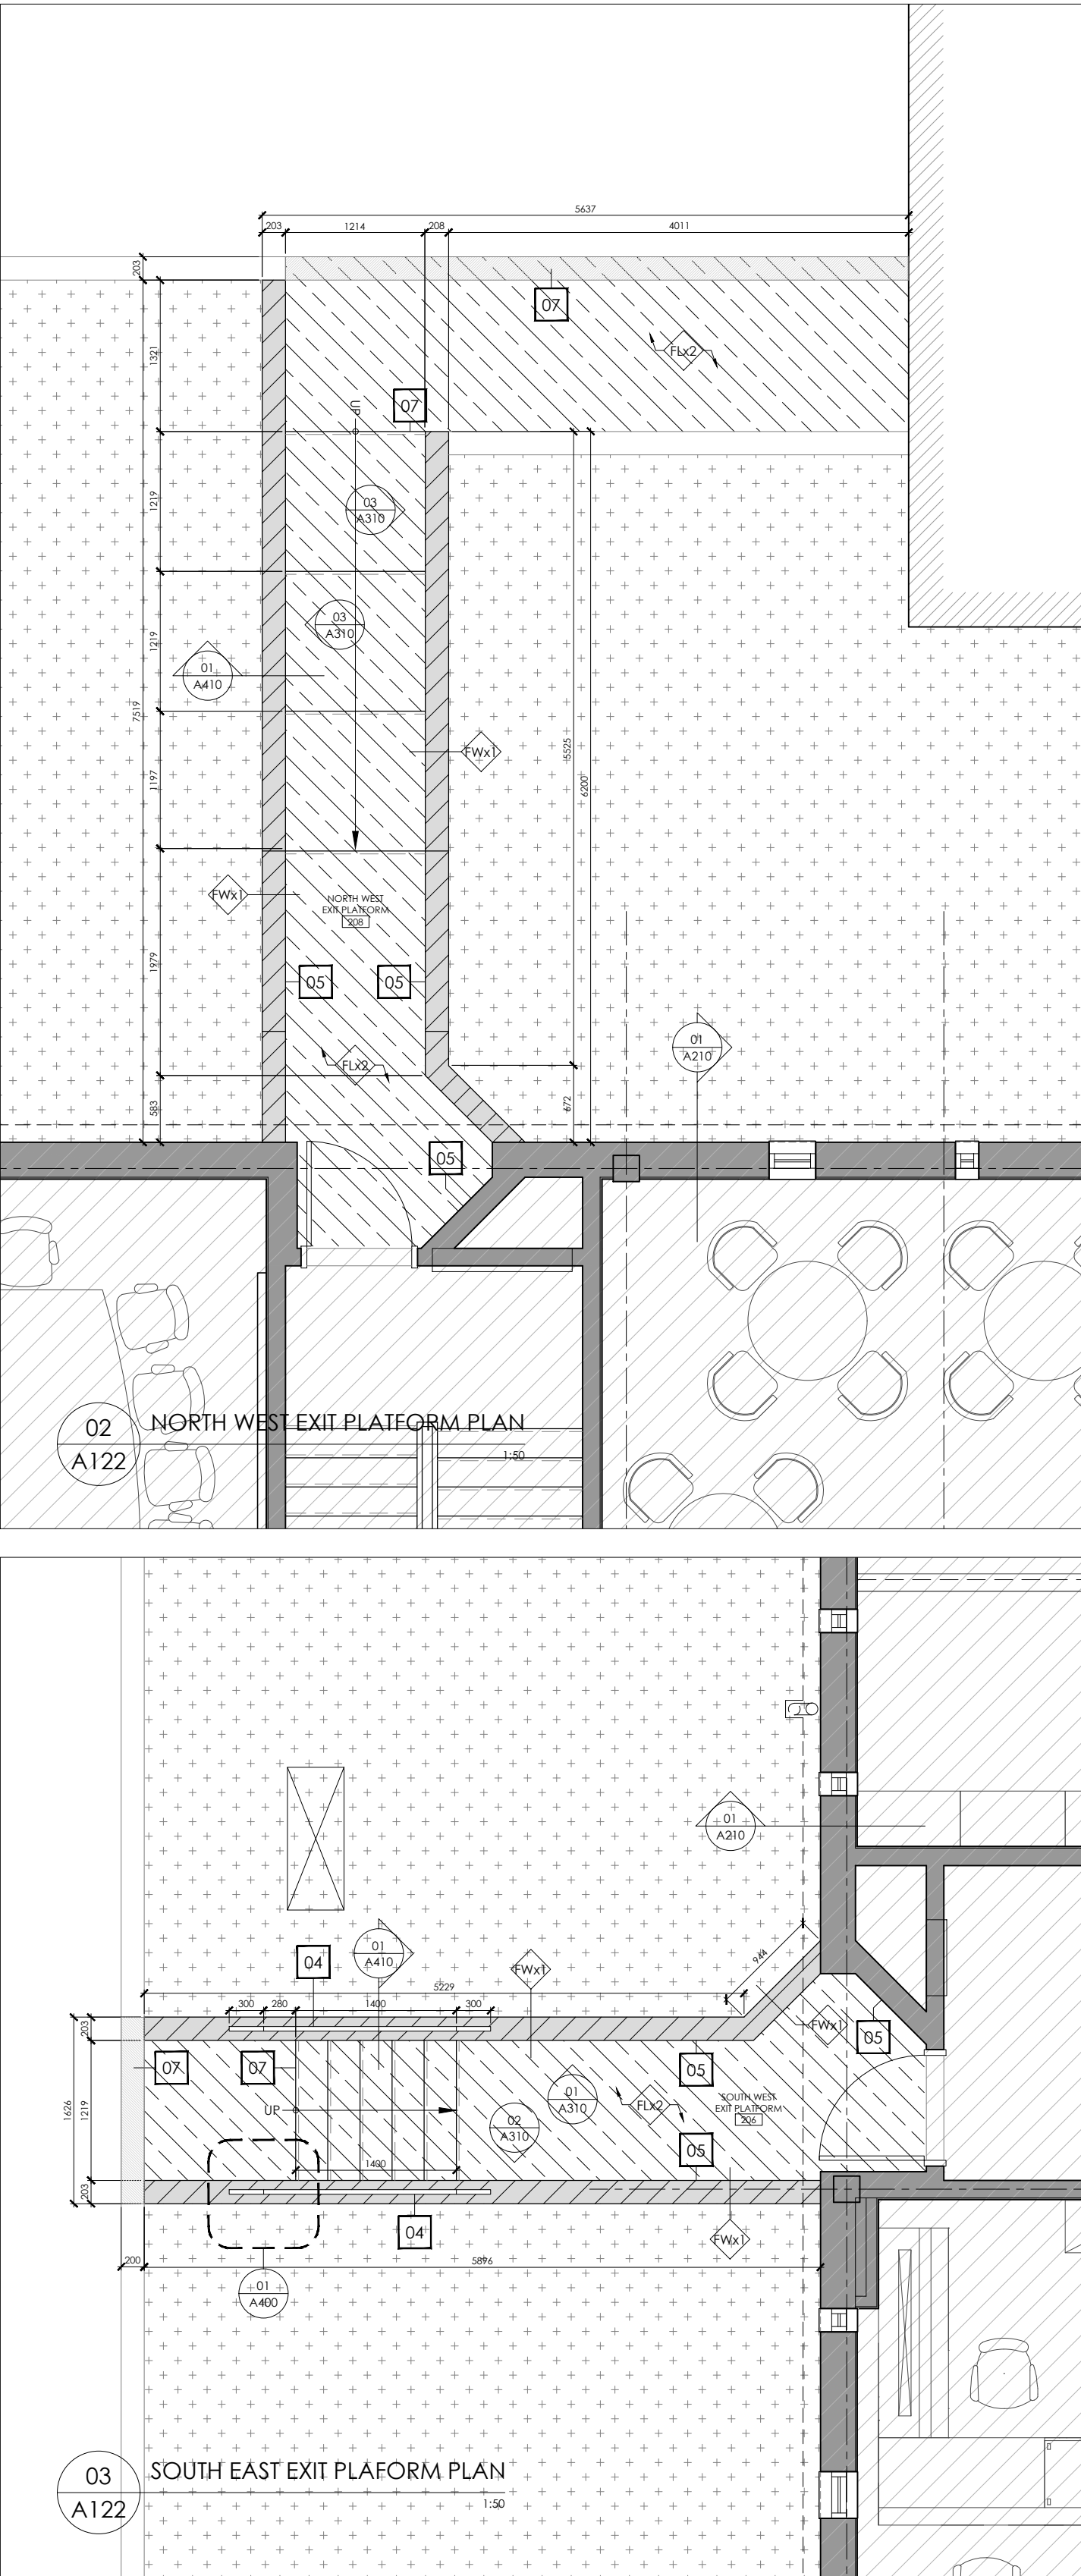 5637
203
1214
208
4011
203
07
1321
FLx2
07
UP
03
A310
1219
03
A310
1219
01
A410
7519
5525
FWx1
1197
6200
FWx1
NORTH WEST
EXIT PLATFORM
208
1979
05
05
01
A210
FLx2
583
672
05
02
A122
NORTH WEST EXIT PLATFORM PLAN
1:50
01
A210
04
01
A410
944
FWx1
5229
300
280
1400
300
203
FWx1
05
07
07
05
1626
1219
UP
01
A310
FLx2
SOUTH WEST
EXIT PLATFORM
206
02
A310
05
1400
203
04
FWx1
200
5896
01
A400
03
A122
SOUTH EAST EXIT PLAFORM PLAN
1:50